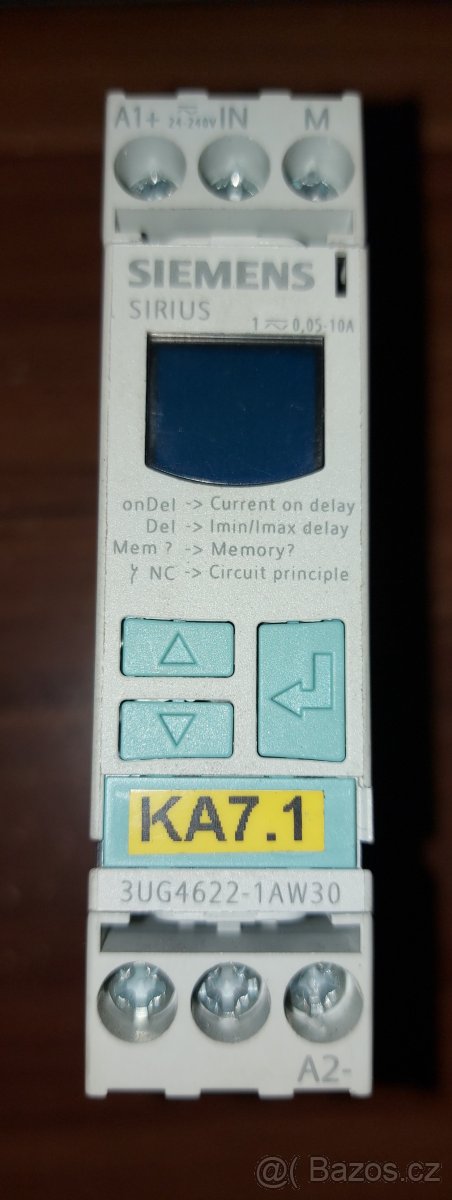 A1+ 24-240V IN M
SIEMENS
SIRIUS
1 0,05-10A
onDel -> Current on delay
Del -> Imin/Imax delay
Mem ? -> Memory?
NC -> Circuit principle
KA7.1
3UG4622-1AW30
A2-
@ Bazos.cz